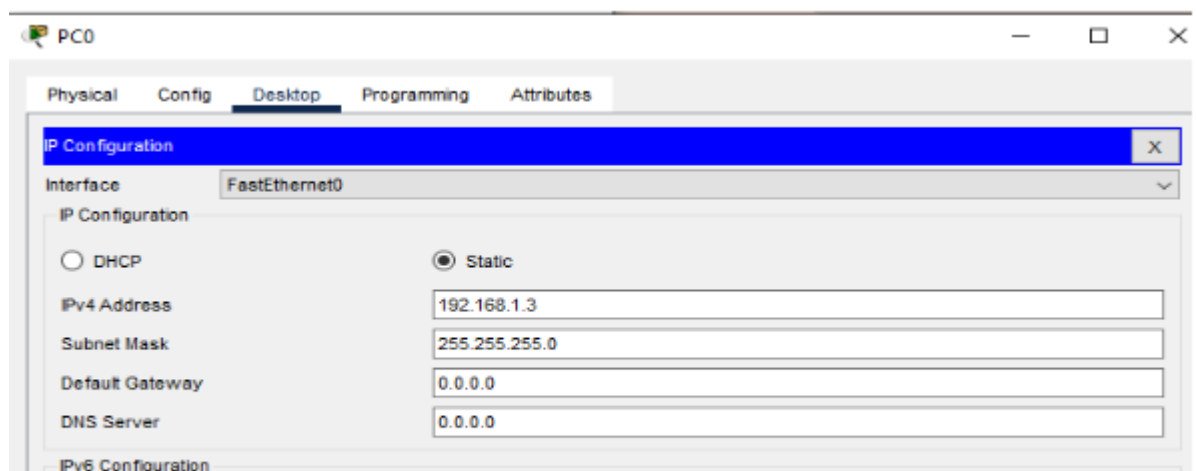 PC0
Physical Config Desktop Programming Attributes
IP Configuration X
Interface FastEthernet0
IP Configuration
DHCP Static
IPv4 Address 192.168.1.3
Subnet Mask 255.255.255.0
Default Gateway 0.0.0.0
DNS Server 0.0.0.0
IPv6 Configuration